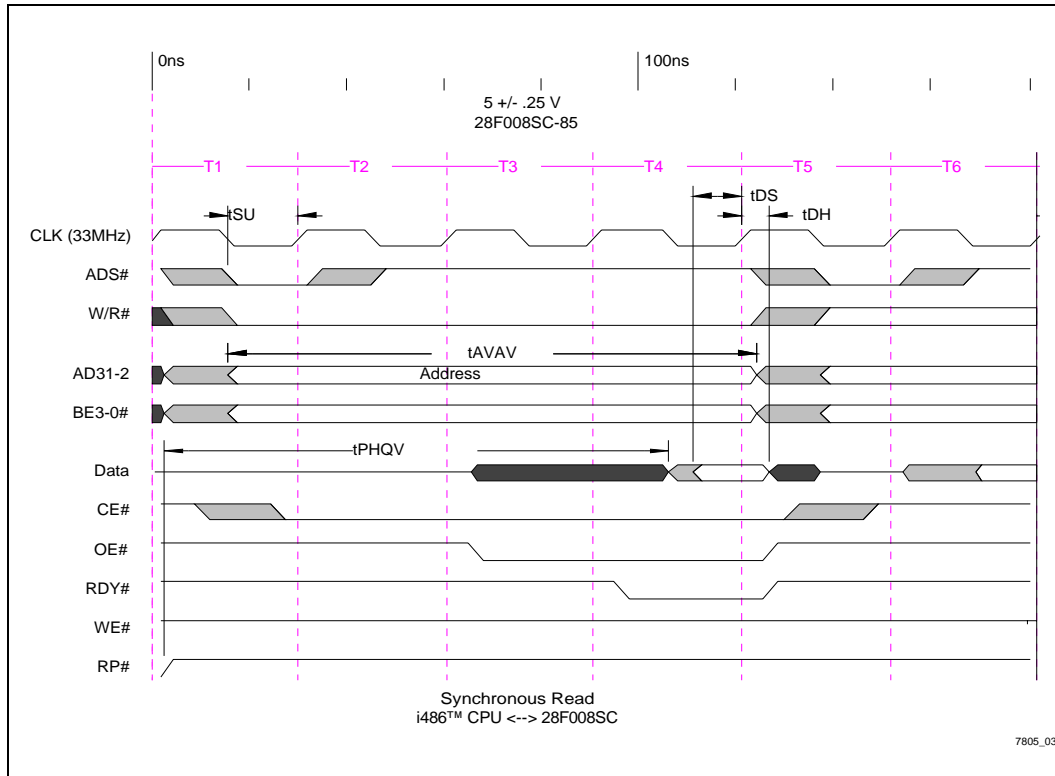 0ns 100ns
5 +/- .25 V
28F008SC-85
T1 T2 T3 T4 T5 T6
tDS
tSU tDH
CLK (33MHz)
ADS#
W/R#
tAVAV
AD31-2 Address
BE3-0#
tPHQV
Data
CE#
OE#
RDY#
WE#
RP#
Synchronous Read
i486™ CPU <--> 28F008SC
7805_03